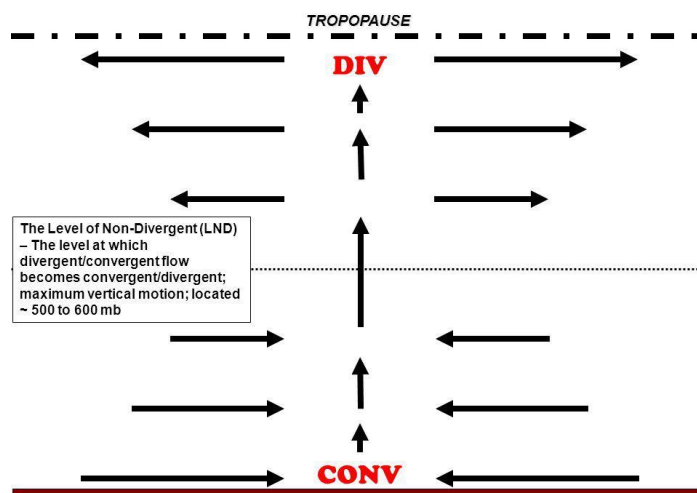 TROPOPAUSE
DIV
The Level of Non-Divergent (LND)
– The level at which
divergent/convergent flow
becomes convergent/divergent;
maximum vertical motion; located
~ 500 to 600 mb
CONV